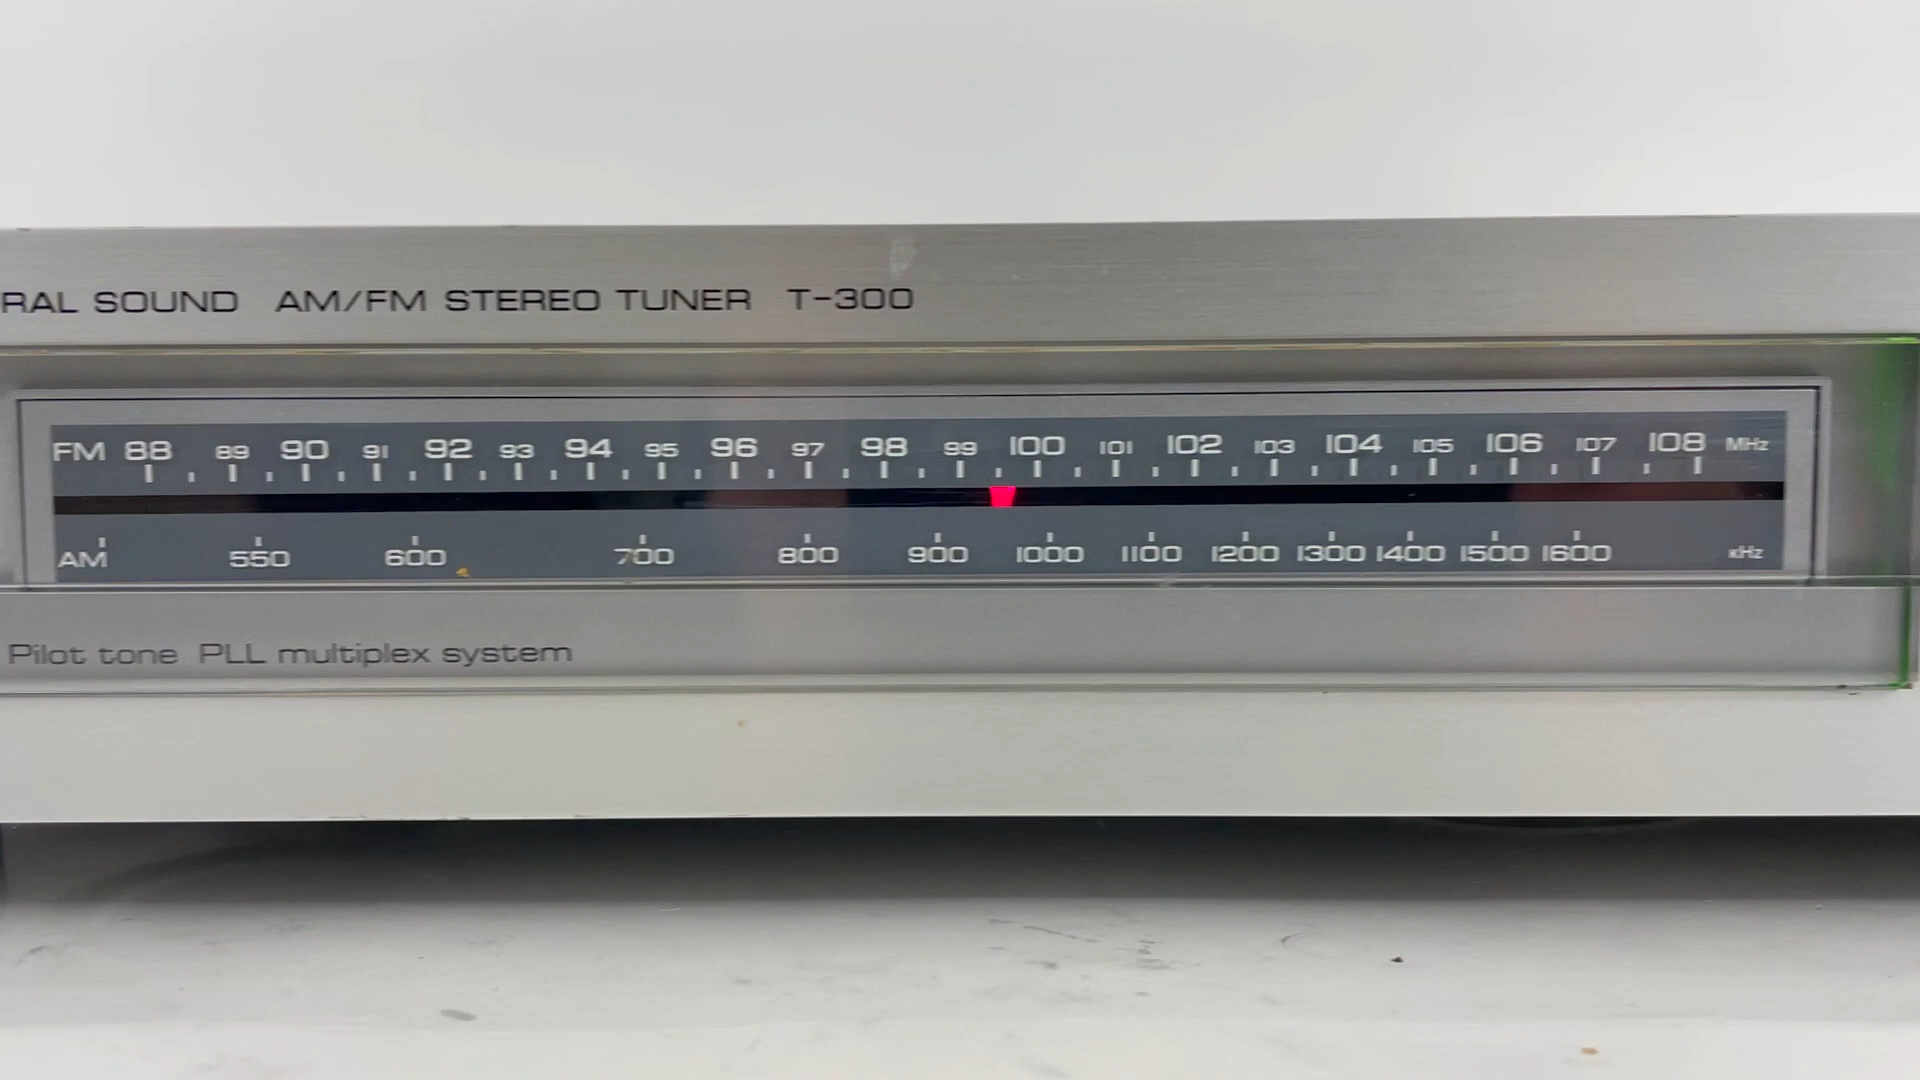 RAL SOUND AM/FM STEREO TUNER T-300
FM 88 89 90 91 92 93 94 95 96 97 98 99 100 101 102 103 104 105 106 107 108 MHz
AM 550 600 700 800 900 1000 1100 1200 1300 1400 1500 1600 kHz
Pilot tone PLL multiplex system